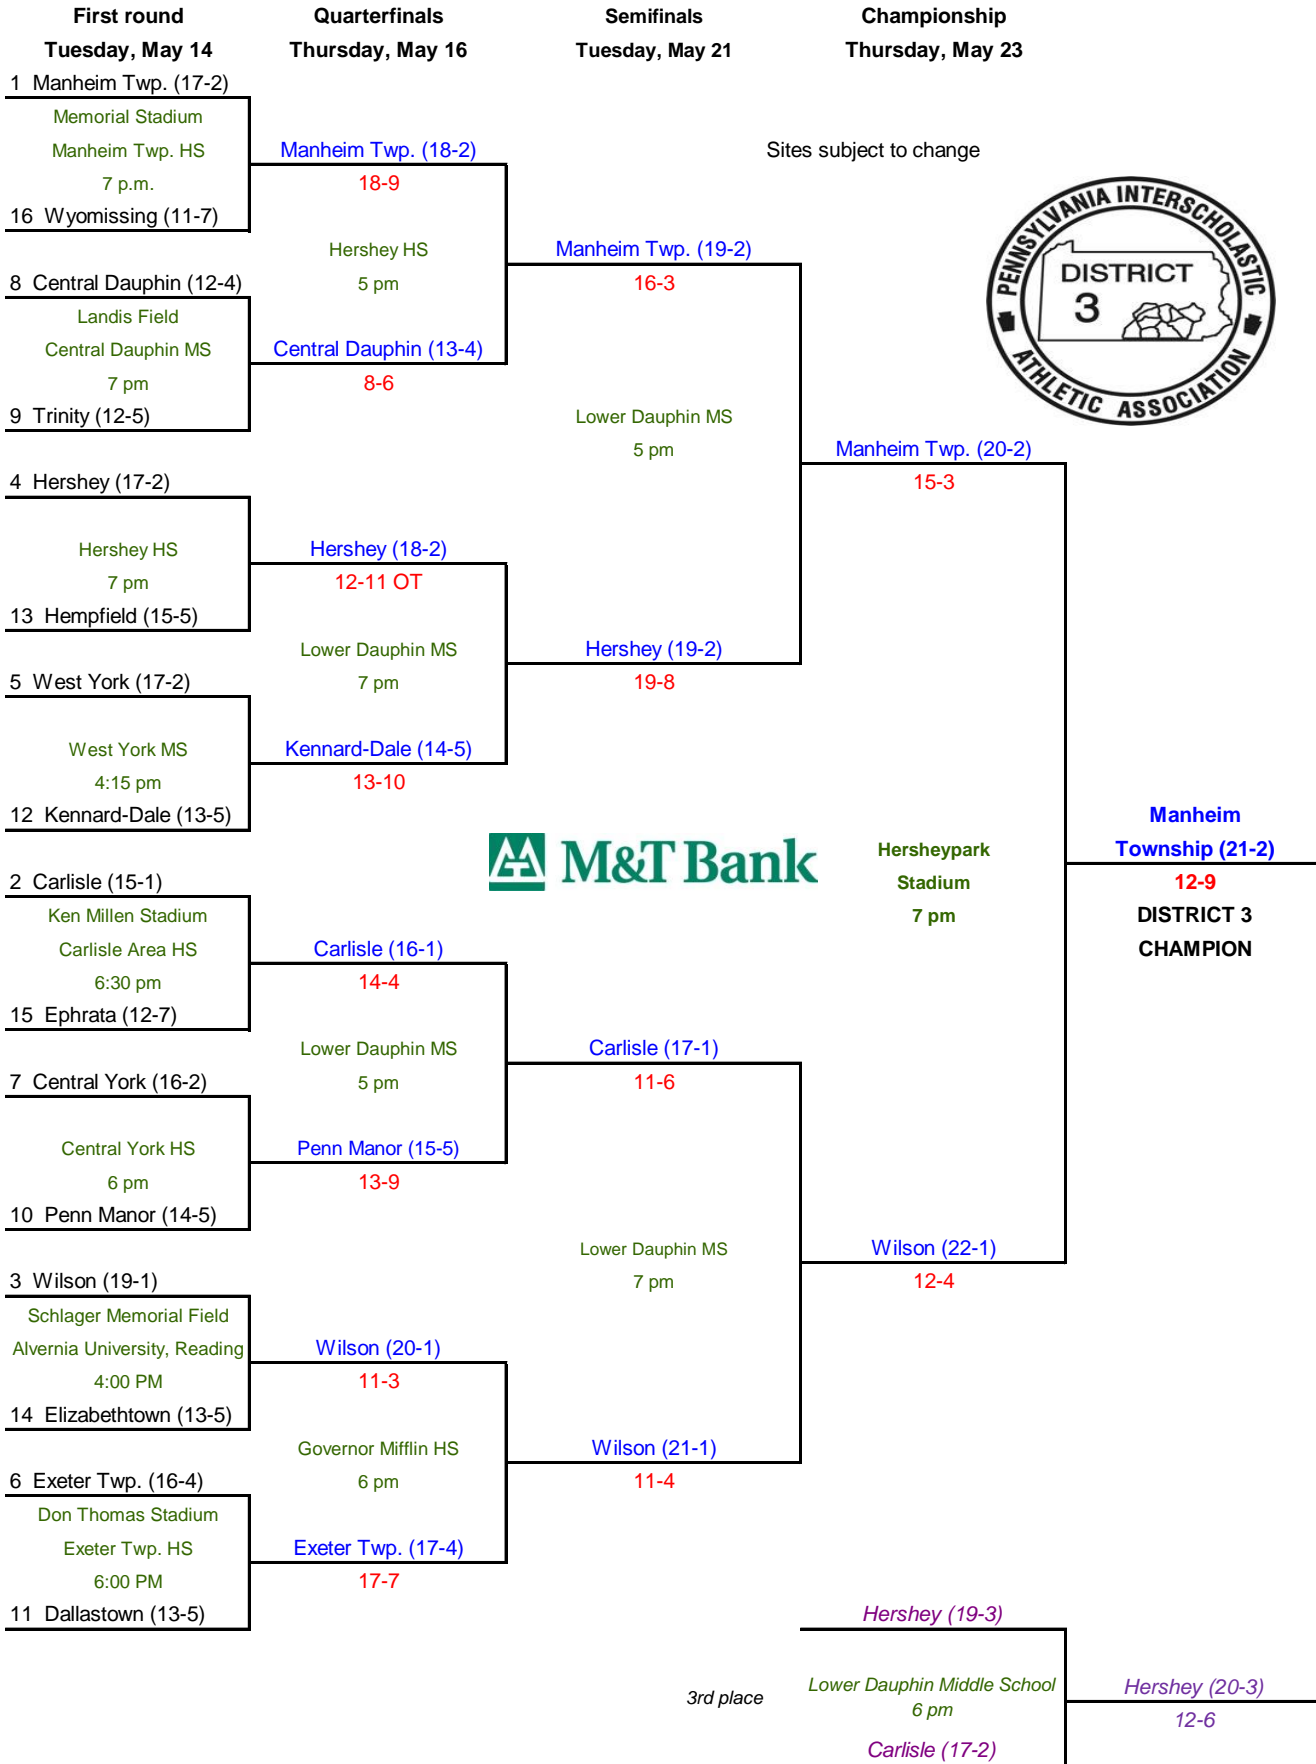 First round
Quarterfinals
Semifinals
Championship
Tuesday, May 14
Thursday, May 16
Tuesday, May 21
Thursday, May 23
1 Manheim Twp. (17-2)
Memorial Stadium
Manheim Twp. HS
7 p.m.
16 Wyomissing (11-7)
Manheim Twp. (18-2)
18-9
Hershey HS
5 pm
8 Central Dauphin (12-4)
Landis Field
Central Dauphin MS
7 pm
9 Trinity (12-5)
Central Dauphin (13-4)
8-6
Manheim Twp. (19-2)
16-3
Sites subject to change
PENNSYLVANIA INTERSCHOLASTIC
DISTRICT
3
ATHLETIC ASSOCIATION
Lower Dauphin MS
5 pm
Manheim Twp. (20-2)
15-3
4 Hershey (17-2)
Hershey HS
7 pm
13 Hempfield (15-5)
Hershey (18-2)
12-11 OT
Lower Dauphin MS
7 pm
Hershey (19-2)
19-8
5 West York (17-2)
West York MS
4:15 pm
12 Kennard-Dale (13-5)
Kennard-Dale (14-5)
13-10
M&T Bank
Hersheypark
Stadium
7 pm
Manheim
Township (21-2)
12-9
DISTRICT 3
CHAMPION
2 Carlisle (15-1)
Ken Millen Stadium
Carlisle Area HS
6:30 pm
15 Ephrata (12-7)
Carlisle (16-1)
14-4
Lower Dauphin MS
5 pm
Carlisle (17-1)
11-6
7 Central York (16-2)
Central York HS
6 pm
10 Penn Manor (14-5)
Penn Manor (15-5)
13-9
Lower Dauphin MS
7 pm
Wilson (22-1)
12-4
3 Wilson (19-1)
Schlager Memorial Field
Alvernia University, Reading
4:00 PM
14 Elizabethtown (13-5)
Wilson (20-1)
11-3
Governor Mifflin HS
6 pm
Wilson (21-1)
11-4
6 Exeter Twp. (16-4)
Don Thomas Stadium
Exeter Twp. HS
6:00 PM
11 Dallastown (13-5)
Exeter Twp. (17-4)
17-7
Hershey (19-3)
3rd place
Lower Dauphin Middle School
6 pm
Carlisle (17-2)
Hershey (20-3)
12-6